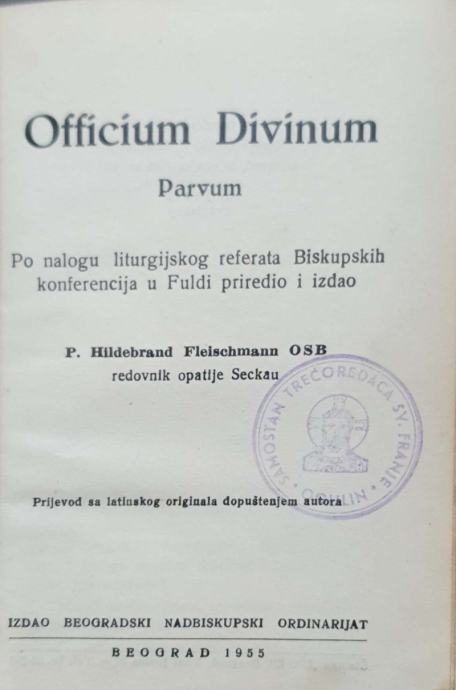 Officium Divinum
Parvum
Po nalogu liturgijskog referata Biskupskih
konferencija u Fuldi priredio i izdao
P. Hildebrand Fleischmann OSB
redovnik opatije Seckau
SAMOSTAN TREĆOREDACA SV. FRANJE
OGULIN
Prijevod sa latinskog originala dopuštenjem autora
IZDAO BEOGRADSKI NADBISKUPSKI ORDINARIJAT
BEOGRAD 1955